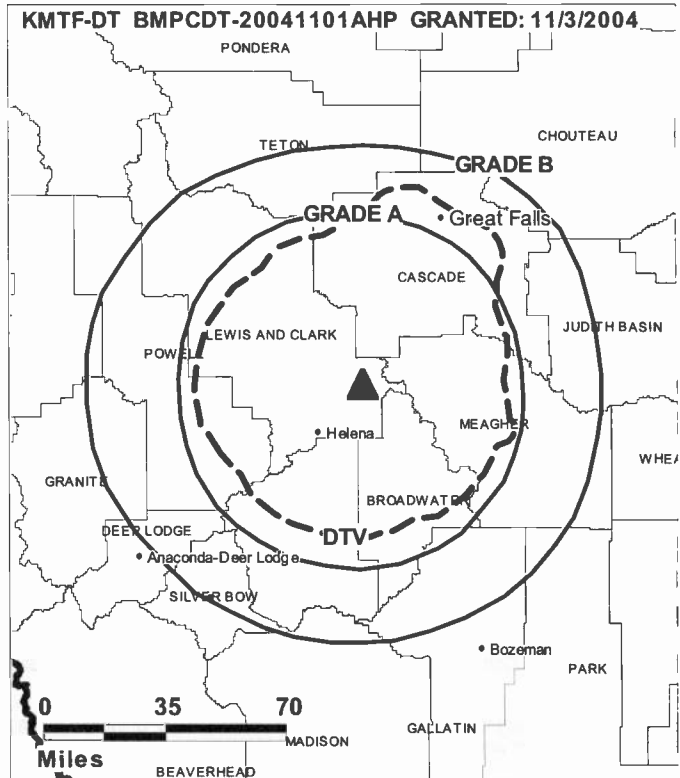 KMTF-DT BMPCDT-20041101AHP GRANTED: 11/3/2004
PONDERA
TETON
CHOUTEAU
GRADE B
GRADE A
Great Falls
CASCADE
LEWIS AND CLARK
JUDITH BASIN
POWELL
Helena
MEAGHER
WHEA
GRANITE
BROADWATER
DEER LODGE
DTV
Anaconda-Deer Lodge
SILVER BOW
Bozeman
PARK
0 35 70
GALLATIN
MADISON
Miles
BEAVERHEAD